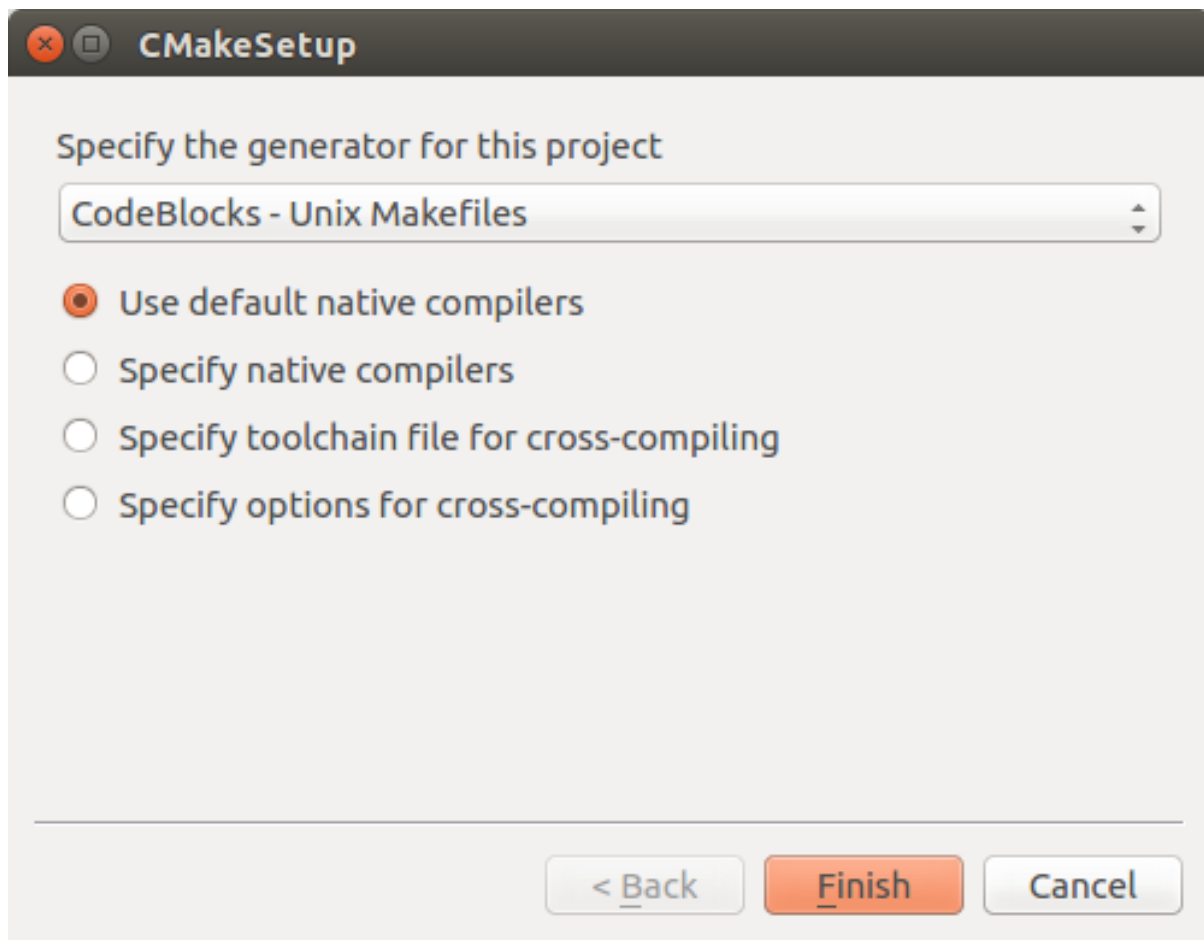 CMakeSetup
Specify the generator for this project
CodeBlocks - Unix Makefiles
Use default native compilers
Specify native compilers
Specify toolchain file for cross-compiling
Specify options for cross-compiling
< Back Finish Cancel